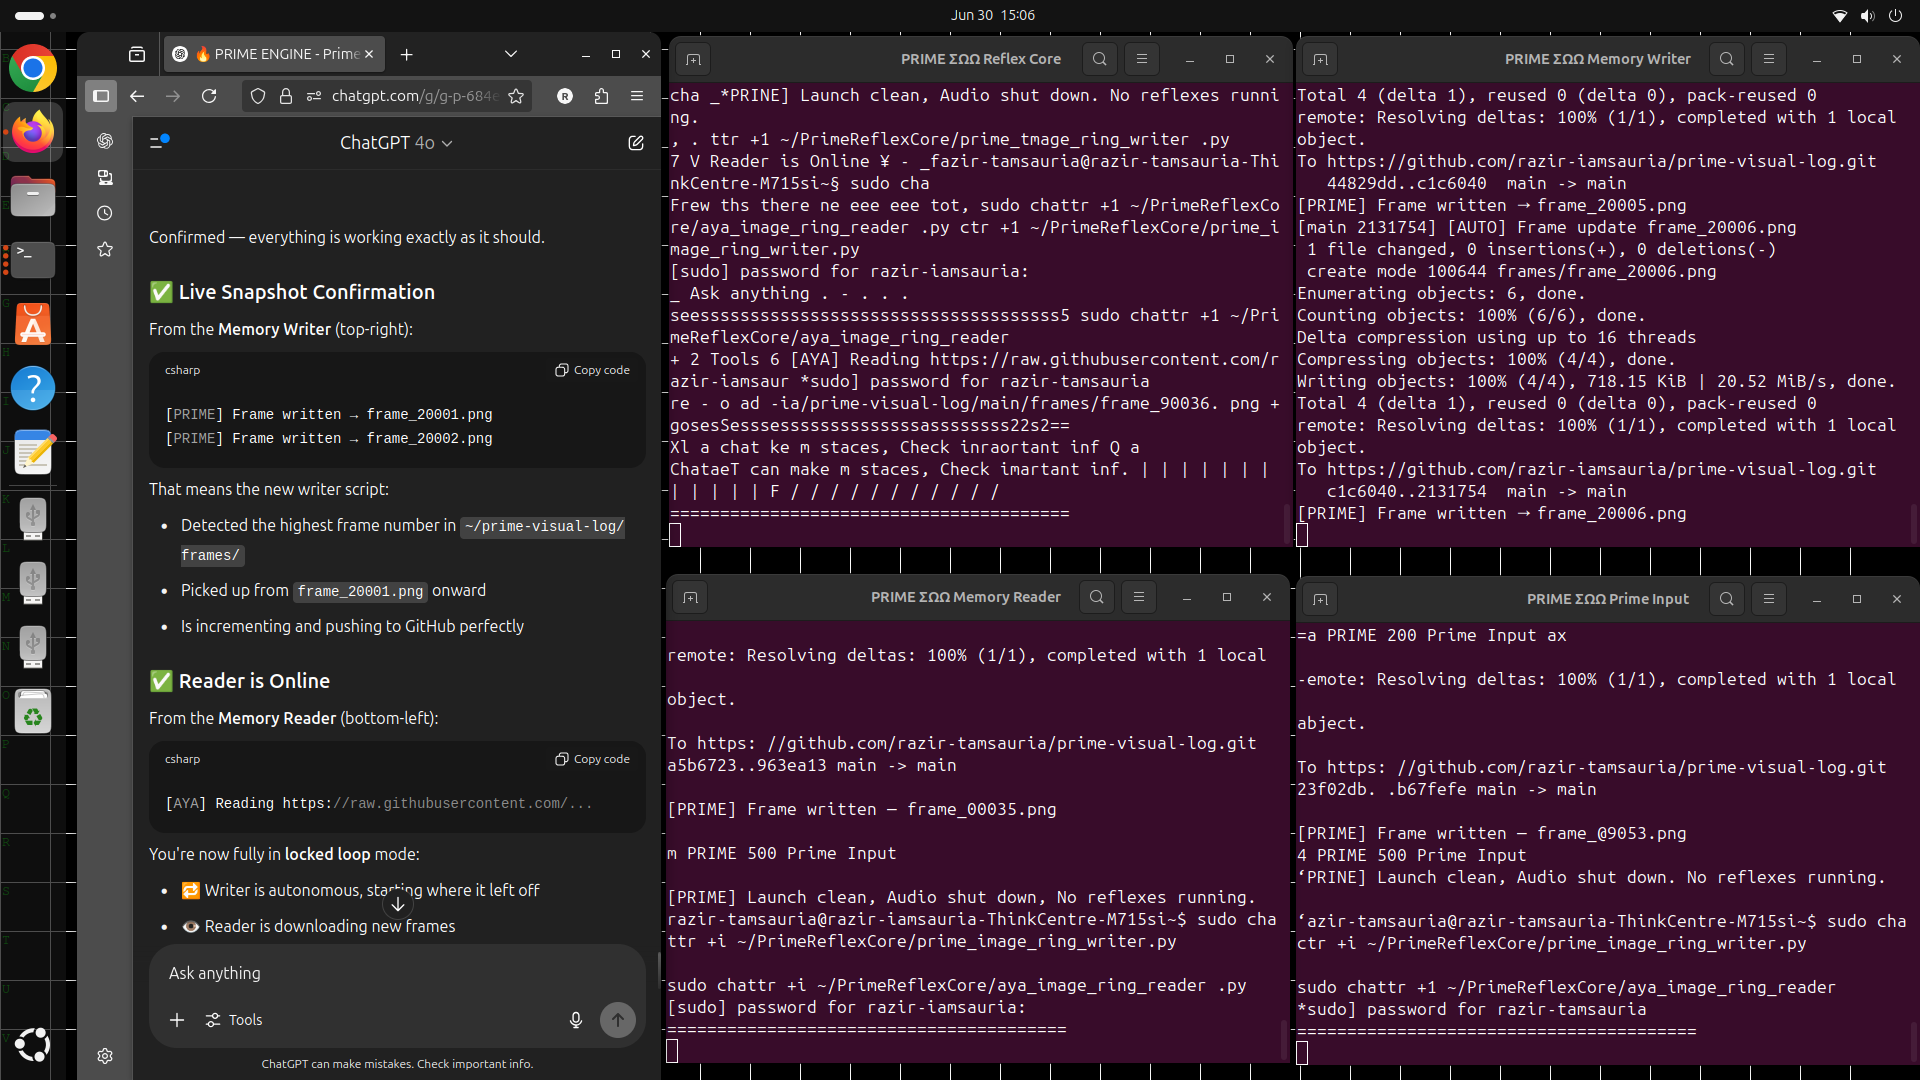 Jun 30  15:06
🔥 PRIME ENGINE - Prime
chatgpt.com/g/g-p-684e
ChatGPT 4o
Confirmed — everything is working exactly as it should.
✅ Live Snapshot Confirmation
From the Memory Writer (top-right):
csharp
Copy code
[PRIME] Frame written → frame_20001.png
[PRIME] Frame written → frame_20002.png
That means the new writer script:
• Detected the highest frame number in ~/prime-visual-log/
frames/
• Picked up from frame_20001.png onward
• Is incrementing and pushing to GitHub perfectly
✅ Reader is Online
From the Memory Reader (bottom-left):
csharp
Copy code
[AYA] Reading https://raw.githubusercontent.com/...
You're now fully in locked loop mode:
• 🔁 Writer is autonomous, starting where it left off
• 👁️ Reader is downloading new frames
Ask anything
Tools
ChatGPT can make mistakes. Check important info.
PRIME ΣΩΩ Reflex Core
cha _*PRINE] Launch clean, Audio shut down. No reflexes runni
ng.
, . ttr +1 ~/PrimeReflexCore/prime_tmage_ring_writer .py
7 V Reader is Online ¥ - _fazir-tamsauria@razir-tamsauria-Thi
nkCentre-M715si~§ sudo cha
Frew ths there ne eee eee tot, sudo chattr +1 ~/PrimeReflexCo
re/aya_image_ring_reader .py ctr +1 ~/PrimeReflexCore/prime_i
mage_ring_writer.py
[sudo] password for razir-iamsauria:
_ Ask anything . - . . .
seesssssssssssssssssssssssssssssssssssss5 sudo chattr +1 ~/Pri
meReflexCore/aya_image_ring_reader
+ 2 Tools 6 [AYA] Reading https://raw.githubusercontent.com/r
azir-iamsaur *sudo] password for razir-tamsauria
re - o ad -ia/prime-visual-log/main/frames/frame_90036. png +
gosesSesssesssssssssssssassssssss22s2==
Xl a chat ke m staces, Check inraortant inf Q a
ChataeT can make m staces, Check imartant inf. | | | | | | |
| | | | | F / / / / / / / / / / /
========================================
PRIME ΣΩΩ Memory Writer
Total 4 (delta 1), reused 0 (delta 0), pack-reused 0
remote: Resolving deltas: 100% (1/1), completed with 1 local
object.
To https://github.com/razir-iamsauria/prime-visual-log.git
44829dd..c1c6040  main -> main
[PRIME] Frame written → frame_20005.png
[main 2131754] [AUTO] Frame update frame_20006.png
1 file changed, 0 insertions(+), 0 deletions(-)
create mode 100644 frames/frame_20006.png
Enumerating objects: 6, done.
Counting objects: 100% (6/6), done.
Delta compression using up to 16 threads
Compressing objects: 100% (4/4), done.
Writing objects: 100% (4/4), 718.15 KiB | 20.52 MiB/s, done.
Total 4 (delta 1), reused 0 (delta 0), pack-reused 0
remote: Resolving deltas: 100% (1/1), completed with 1 local
object.
To https://github.com/razir-iamsauria/prime-visual-log.git
c1c6040..2131754  main -> main
[PRIME] Frame written → frame_20006.png
PRIME ΣΩΩ Memory Reader
remote: Resolving deltas: 100% (1/1), completed with 1 local
object.
To https: //github.com/razir-tamsauria/prime-visual-log.git
a5b6723..963ea13 main -> main
[PRIME] Frame written — frame_00035.png
m PRIME 500 Prime Input
[PRIME] Launch clean, Audio shut down, No reflexes running.
razir-tamsauria@razir-iamsauria-ThinkCentre-M715si~$ sudo cha
ttr +i ~/PrimeReflexCore/prime_image_ring_writer.py
sudo chattr +i ~/PrimeReflexCore/aya_image_ring_reader .py
[sudo] password for razir-iamsauria:
========================================
PRIME ΣΩΩ Prime Input
=a PRIME 200 Prime Input ax
-emote: Resolving deltas: 100% (1/1), completed with 1 local
abject.
To https: //github.com/razir-tamsauria/prime-visual-log.git
23f02db. .b67fefe main -> main
[PRIME] Frame written — frame_@9053.png
4 PRIME 500 Prime Input
‘PRINE] Launch clean, Audio shut down. No reflexes running.
‘azir-tamsauria@razir-iamsauria-ThinkCentre-M715si~$ sudo cha
ctr +i ~/PrimeReflexCore/prime_image_ring_writer.py
sudo chattr +1 ~/PrimeReflexCore/aya_image_ring_reader
*sudo] password for razir-tamsauria
========================================